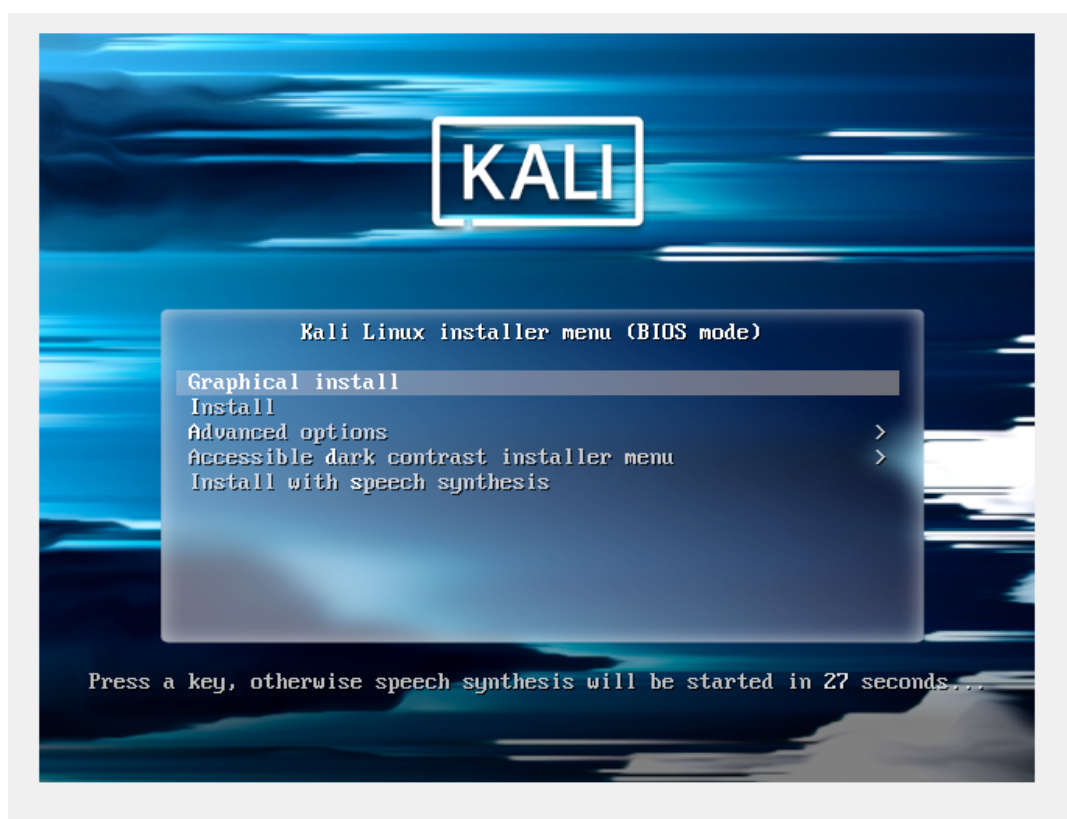 KALI
Kali Linux installer menu (BIOS mode)
Graphical install
Install
Advanced options >
Accessible dark contrast installer menu >
Install with speech synthesis
Press a key, otherwise speech synthesis will be started in 27 seconds...